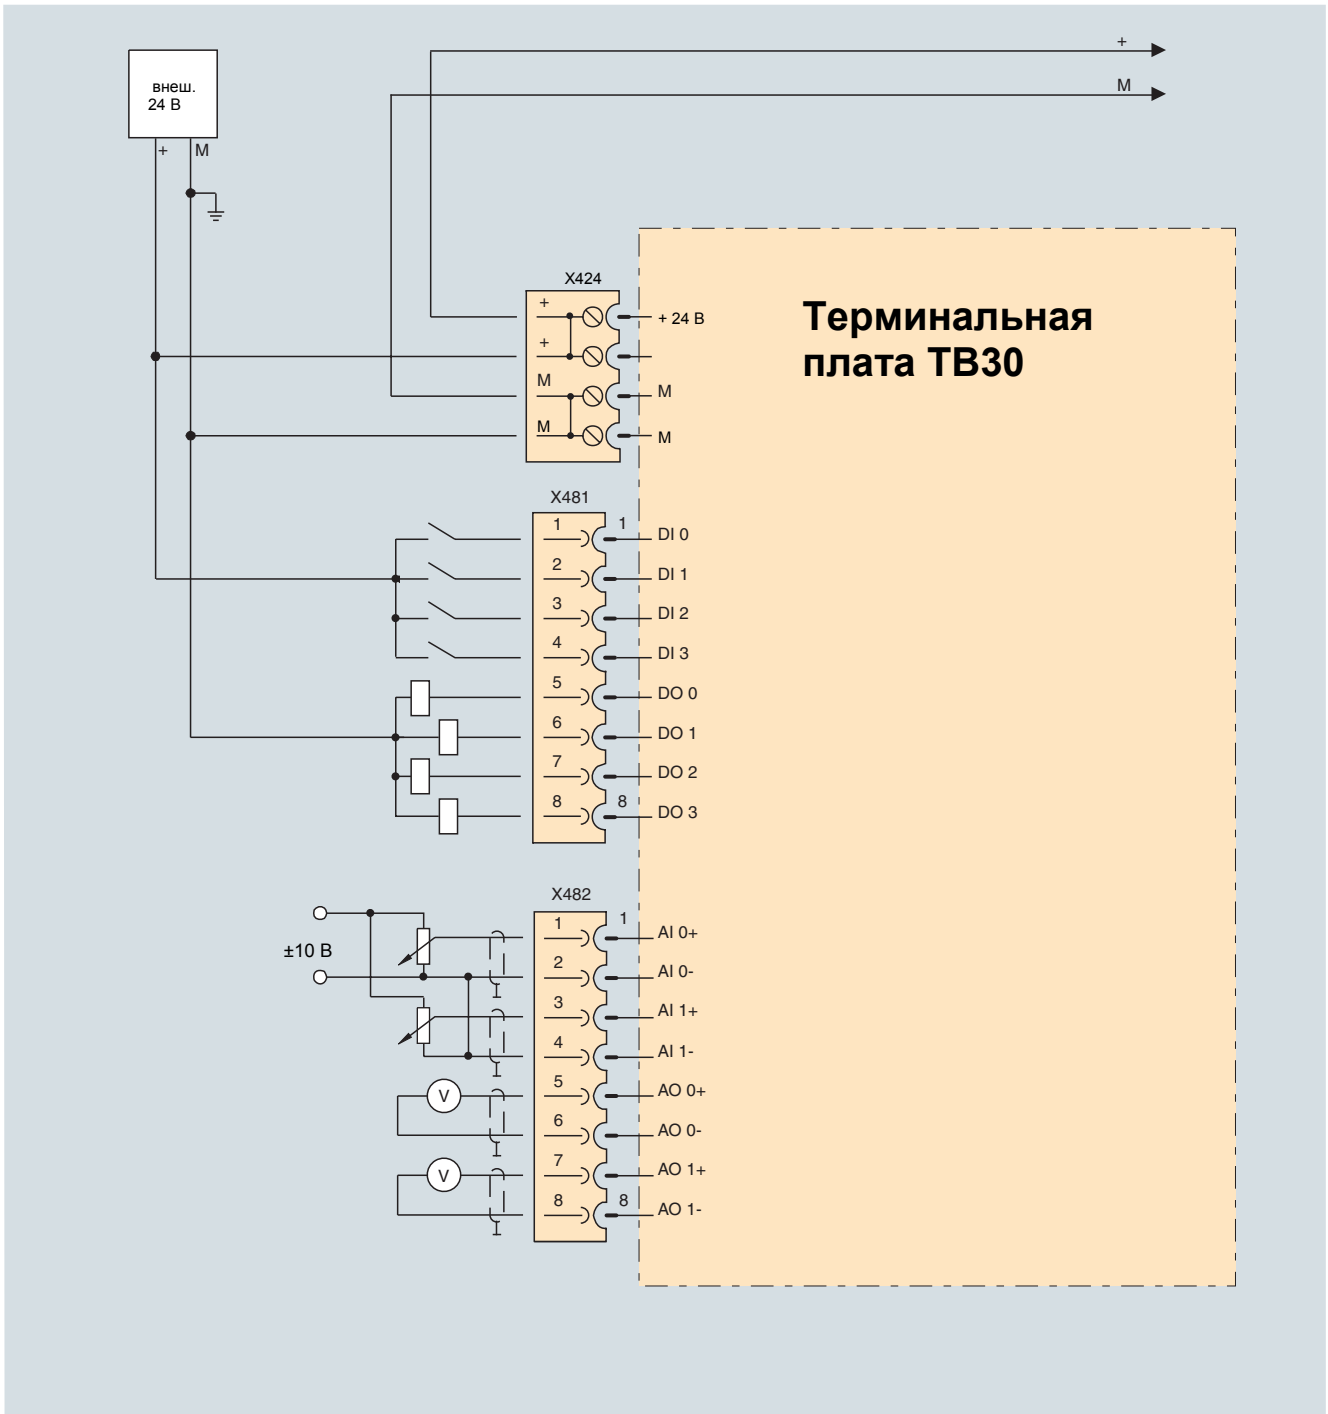 +
M
внеш.
24 В
+ M
X424
+
+ 24 В
+
M
M
M
M
Терминальная
плата TB30
X481
1 1 DI 0
2 DI 1
3 DI 2
4 DI 3
5 DO 0
6 DO 1
7 DO 2
8 8 DO 3
X482
±10 В
1 1 AI 0+
2 AI 0-
3 AI 1+
4 AI 1-
V 5 AO 0+
6 AO 0-
V 7 AO 1+
8 8 AO 1-